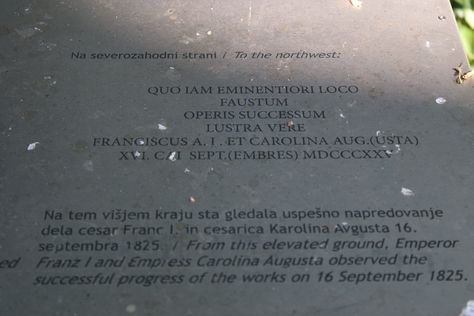 Na severozahodni strani / To the northwest:
QUO IAM EMINENTIORI LOCO
FAUSTUM
OPERIS SUCCESSUM
LUSTRA VERE
FRANCISCUS A. I . ET CAROLINA AUG.(USTA)
XVI. CAL SEPT.(EMBRES) MDCCCXXV.
Na tem višjem kraju sta gledala uspešno napredovanje
dela cesar Franc I. in cesarica Karolina Avgusta 16.
septembra 1825. / From this elevated ground, Emperor
Franz I and Empress Carolina Augusta observed the
successful progress of the works on 16 September 1825.